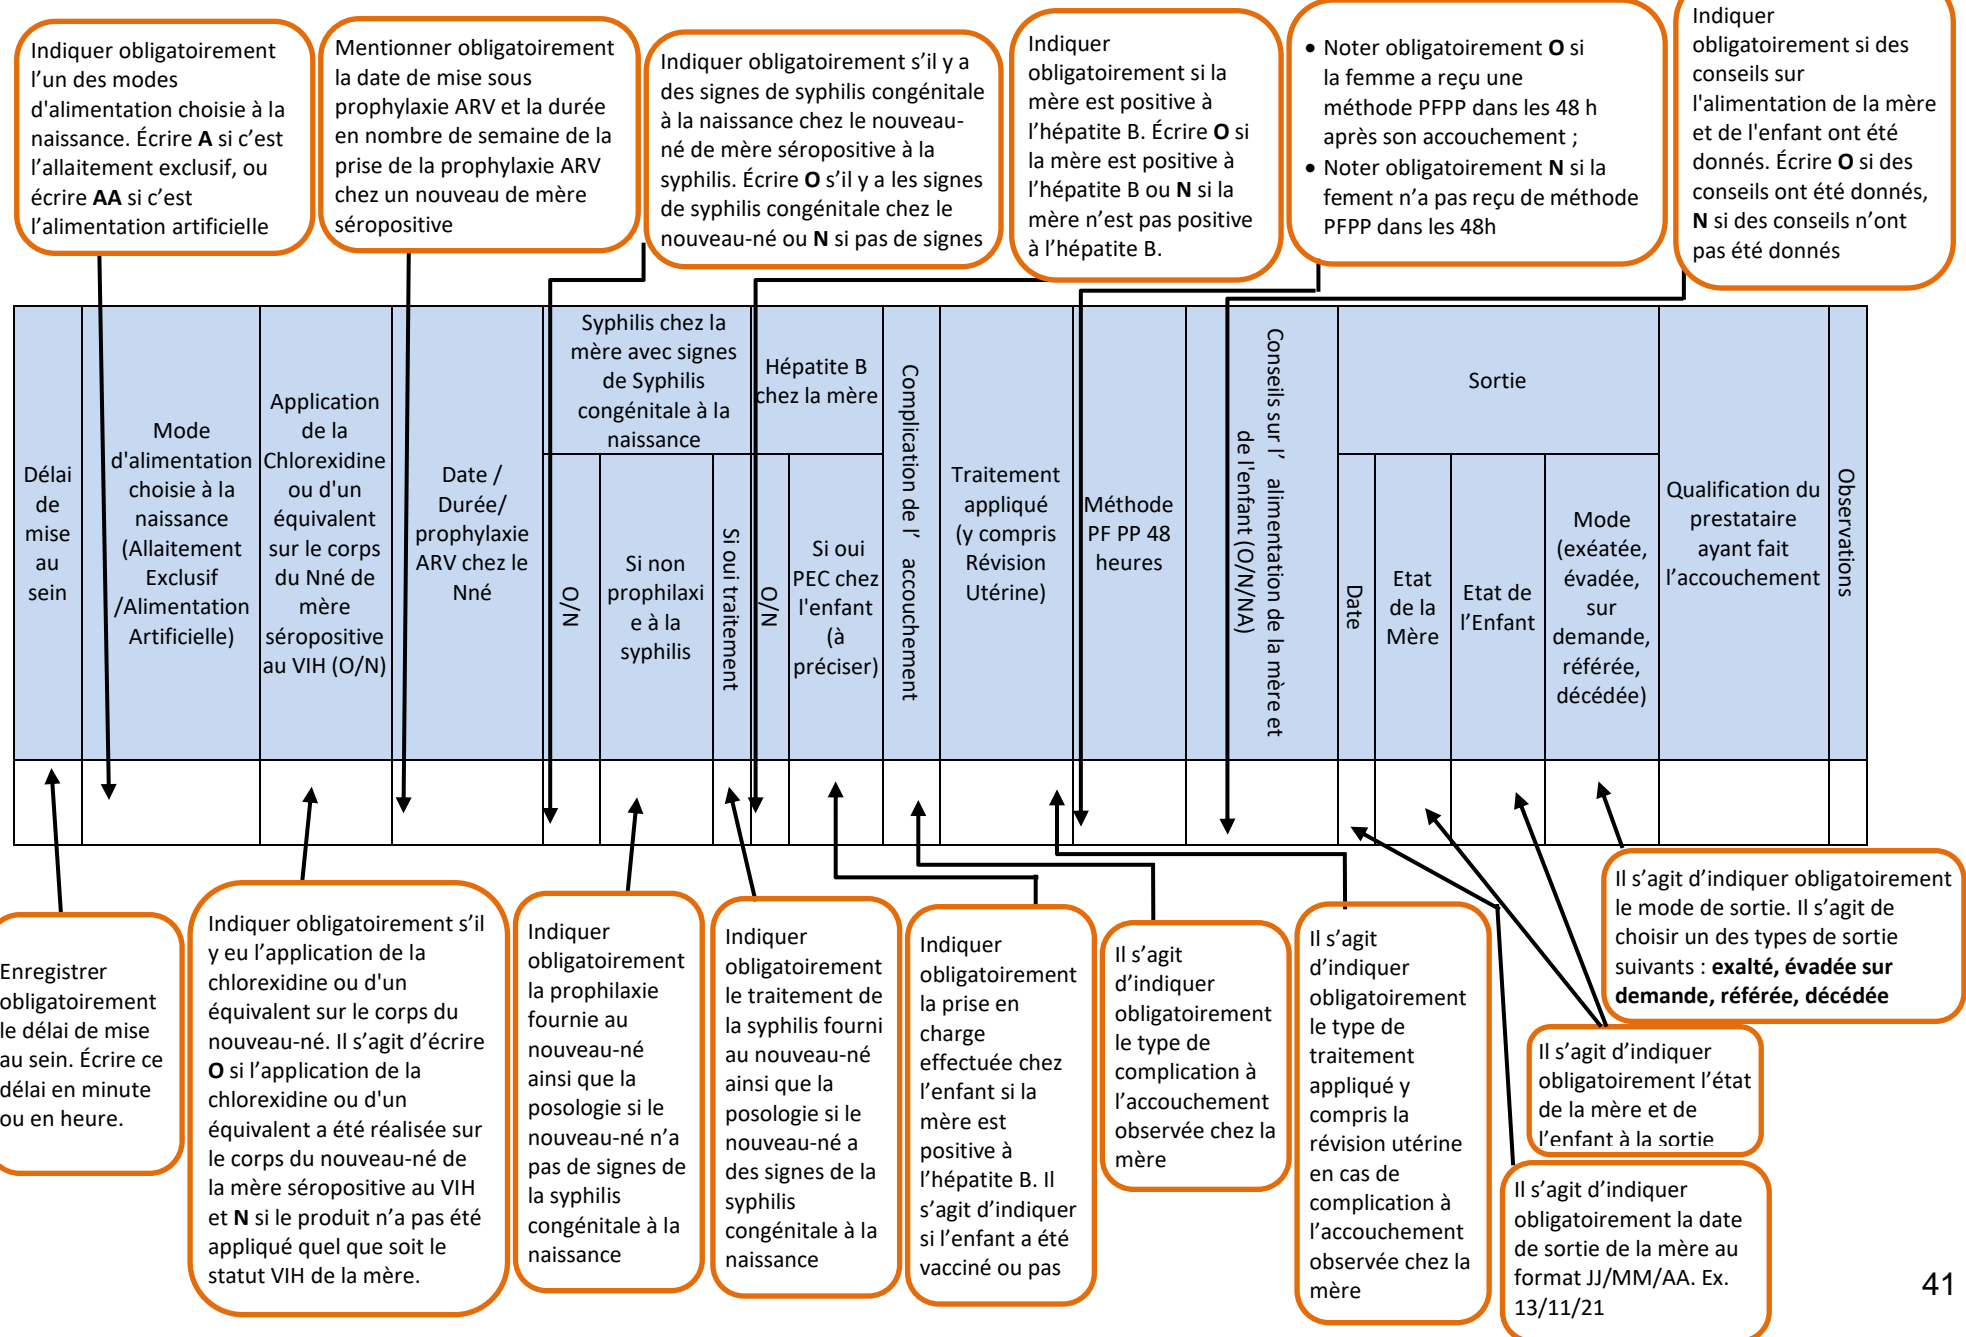 Indiquer obligatoirement
l’un des modes
d'alimentation choisie à la
naissance. Écrire A si c’est
l’allaitement exclusif, ou
écrire AA si c’est
l’alimentation artificielle
Mentionner obligatoirement
la date de mise sous
prophylaxie ARV et la durée
en nombre de semaine de la
prise de la prophylaxie ARV
chez un nouveau de mère
séropositive
Indiquer obligatoirement s’il y a
des signes de syphilis congénitale
à la naissance chez le nouveau-
né de mère séropositive à la
syphilis. Écrire O s’il y a les signes
de syphilis congénitale chez le
nouveau-né ou N si pas de signes
Indiquer
obligatoirement si la
mère est positive à
l’hépatite B. Écrire O si
la mère est positive à
l’hépatite B ou N si la
mère n’est pas positive
à l’hépatite B.
• Noter obligatoirement O si
la femme a reçu une
méthode PFPP dans les 48 h
après son accouchement ;
• Noter obligatoirement N si la
fement n’a pas reçu de méthode
PFPP dans les 48h
Indiquer
obligatoirement si des
conseils sur
l'alimentation de la mère
et de l'enfant ont été
donnés. Écrire O si des
conseils ont été donnés,
N si des conseils n’ont
pas été donnés
Délai
de
mise
au
sein
Mode
d'alimentation
choisie à la
naissance
(Allaitement
Exclusif
/Alimentation
Artificielle)
Application
de la
Chlorexidine
ou d'un
équivalent
sur le corps
du Nné de
mère
séropositive
au VIH (O/N)
Date /
Durée/
prophylaxie
ARV chez le
Nné
Syphilis chez la
mère avec signes
de Syphilis
congénitale à la
naissance
O/N
Si non
prophilaxi
e à la
syphilis
Si oui traitement
Hépatite B
chez la mère
O/N
Si oui
PEC chez
l'enfant
(à
préciser)
Complication de l’ accouchement
Traitement
appliqué
(y compris
Révision
Utérine)
Méthode
PF PP 48
heures
Conseils sur l’ alimentation de la mère et
de l'enfant (O/N/NA)
Sortie
Date
Etat
de la
Mère
Etat de
l’Enfant
Mode
(exéatée,
évadée,
sur
demande,
référée,
décédée)
Qualification du
prestataire
ayant fait
l’accouchement
Observations
Enregistrer
obligatoirement
le délai de mise
au sein. Écrire ce
délai en minute
ou en heure.
Indiquer obligatoirement s’il
y eu l’application de la
chlorexidine ou d'un
équivalent sur le corps du
nouveau-né. Il s’agit d’écrire
O si l’application de la
chlorexidine ou d'un
équivalent a été réalisée sur
le corps du nouveau-né de
la mère séropositive au VIH
et N si le produit n’a pas été
appliqué quel que soit le
statut VIH de la mère.
Indiquer
obligatoirement
la prophilaxie
fournie au
nouveau-né
ainsi que la
posologie si le
nouveau-né n’a
pas de signes de
la syphilis
congénitale à la
naissance
Indiquer
obligatoirement
le traitement de
la syphilis fourni
au nouveau-né
ainsi que la
posologie si le
nouveau-né a
des signes de la
syphilis
congénitale à la
naissance
Indiquer
obligatoirement
la prise en
charge
effectuée chez
l’enfant si la
mère est
positive à
l’hépatite B. Il
s’agit d’indiquer
si l’enfant a été
vacciné ou pas
Il s’agit
d’indiquer
obligatoirement
le type de
complication à
l’accouchement
observée chez la
mère
Il s’agit
d’indiquer
obligatoirement
le type de
traitement
appliqué y
compris la
révision utérine
en cas de
complication à
l’accouchement
observée chez la
mère
Il s’agit d’indiquer obligatoirement
le mode de sortie. Il s’agit de
choisir un des types de sortie
suivants : exalté, évadée sur
demande, référée, décédée
Il s’agit d’indiquer
obligatoirement l’état
de la mère et de
l’enfant à la sortie
Il s’agit d’indiquer
obligatoirement la date
de sortie de la mère au
format JJ/MM/AA. Ex.
13/11/21
41